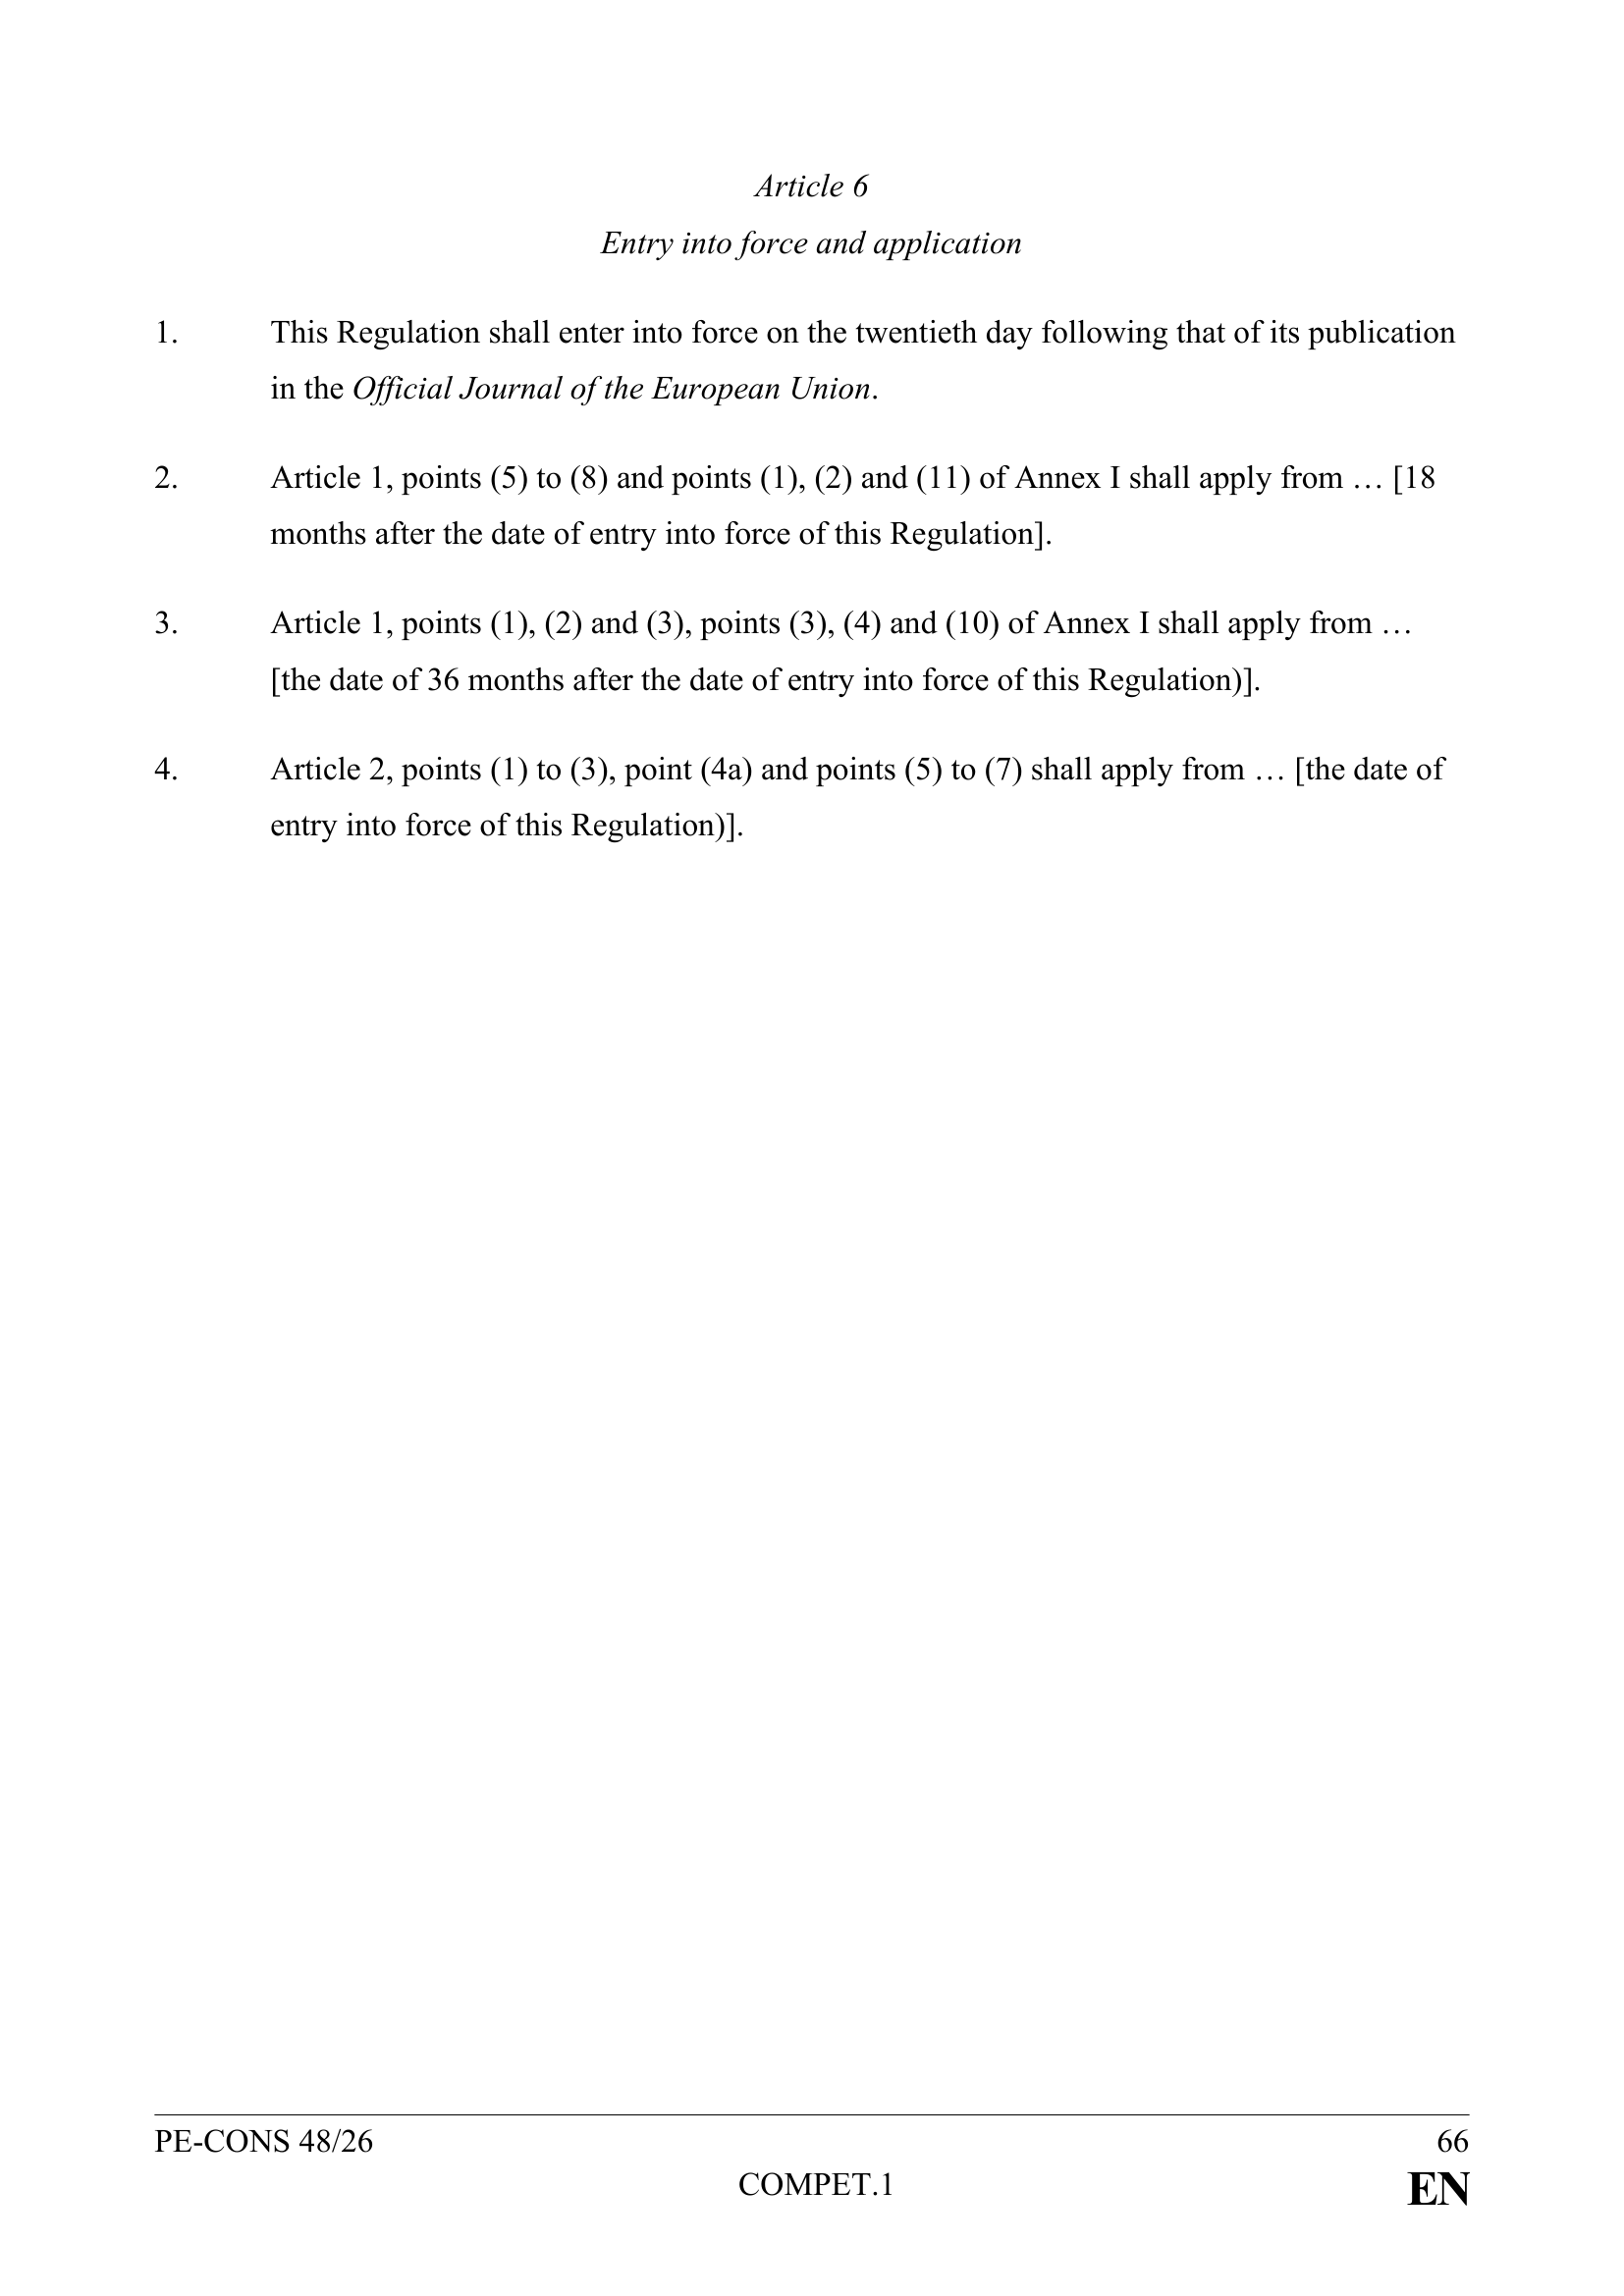 Article 6
Entry into force and application
1. This Regulation shall enter into force on the twentieth day following that of its publication
in the Official Journal of the European Union.
2. Article 1, points (5) to (8) and points (1), (2) and (11) of Annex I shall apply from … [18
months after the date of entry into force of this Regulation].
3. Article 1, points (1), (2) and (3), points (3), (4) and (10) of Annex I shall apply from …
[the date of 36 months after the date of entry into force of this Regulation)].
4. Article 2, points (1) to (3), point (4a) and points (5) to (7) shall apply from … [the date of
entry into force of this Regulation)].
PE-CONS 48/26 66
COMPET.1 EN